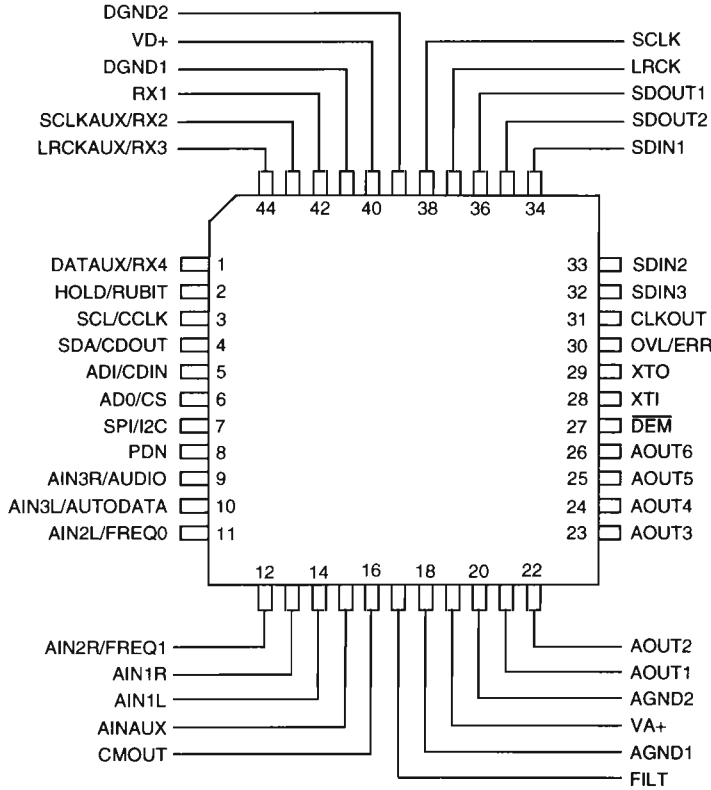 DGND2
VD+
DGND1
RX1
SCLKAUX/RX2
LRCKAUX/RX3
SCLK
LRCK
SDOUT1
SDOUT2
SDIN1
44 42 40 38 36 34
DATAUX/RX4 1
HOLD/RUBIT 2
SCL/CCLK 3
SDA/CDOUT 4
ADI/CDIN 5
AD0/CS 6
SPI/I2C 7
PDN 8
AIN3R/AUDIO 9
AIN3L/AUTODATA 10
AIN2L/FREQ0 11
33 SDIN2
32 SDIN3
31 CLKOUT
30 OVL/ERR
29 XTO
28 XTI
27 DEM
26 AOUT6
25 AOUT5
24 AOUT4
23 AOUT3
12 14 16 18 20 22
AIN2R/FREQ1
AIN1R
AIN1L
AINAUX
CMOUT
AOUT2
AOUT1
AGND2
VA+
AGND1
FILT